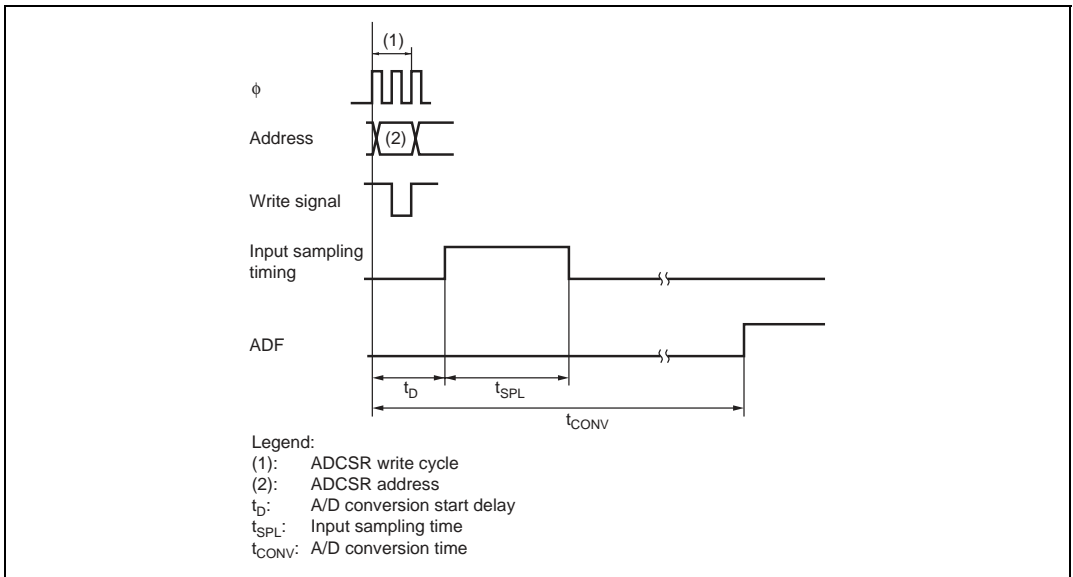 (1)
ϕ
Address
(2)
Write signal
Input sampling
timing
ADF
tD
tSPL
tCONV
Legend:
(1): ADCSR write cycle
(2): ADCSR address
tD: A/D conversion start delay
tSPL: Input sampling time
tCONV: A/D conversion time